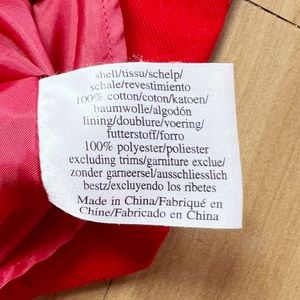 shell/tissu/schelp/
schale/revestimiento
100% cotton/coton/katoen/
baumwolle/algodón
lining/doublure/voering/
futterstoff/forro
100% polyester/poliester
excluding trims/garniture exclue/
zonder garneersel/ausschliesslich
bestz/excluyendo los ribetes
Made in China/Fabriqué en
Chine/Fabricado en China